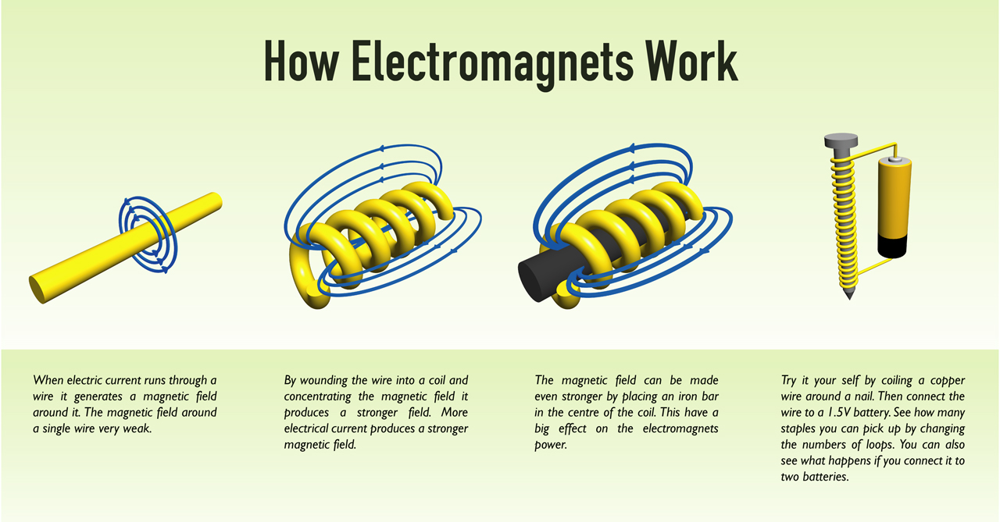 How Electromagnets Work
When electric current runs through a
wire it generates a magnetic field
around it. The magnetic field around
a single wire very weak.
By wounding the wire into a coil and
concentrating the magnetic field it
produces a stronger field. More
electrical current produces a stronger
magnetic field.
The magnetic field can be made
even stronger by placing an iron bar
in the centre of the coil. This have a
big effect on the electromagnets
power.
Try it your self by coiling a copper
wire around a nail. Then connect the
wire to a 1.5V battery. See how many
staples you can pick up by changing
the numbers of loops. You can also
see what happens if you connect it to
two batteries.